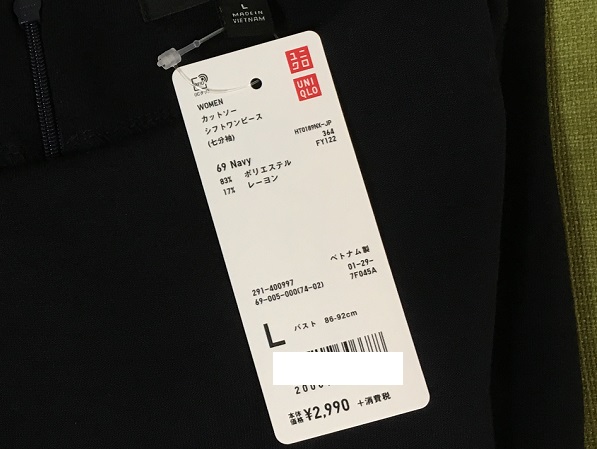 L
MADE IN
VIETNAM
ユニ
クロ
UNI
QLO
WOMEN
カットソー
シフトワンピース
(七分袖)
HT0189NX-JP
364
FY122
69 Navy
83% ポリエステル
17% レーヨン
ベトナム製
01-29-
7F045A
291-400997
69-005-000(74-02)
L バスト 86-92cm
本体
価格 ¥2,990 +消費税